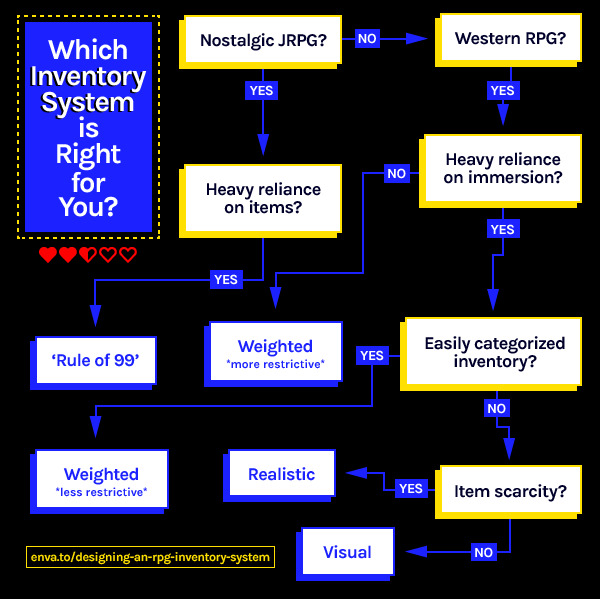 Which
Inventory
System
is
Right
for
You?
Nostalgic JRPG?
NO
Western RPG?
YES
YES
Heavy reliance
on items?
NO
Heavy reliance
on immersion?
YES
YES
‘Rule of 99’
Weighted
*more restrictive*
YES
Easily categorized
inventory?
NO
Weighted
*less restrictive*
Realistic
YES
Item scarcity?
Visual
NO
enva.to/designing-an-rpg-inventory-system